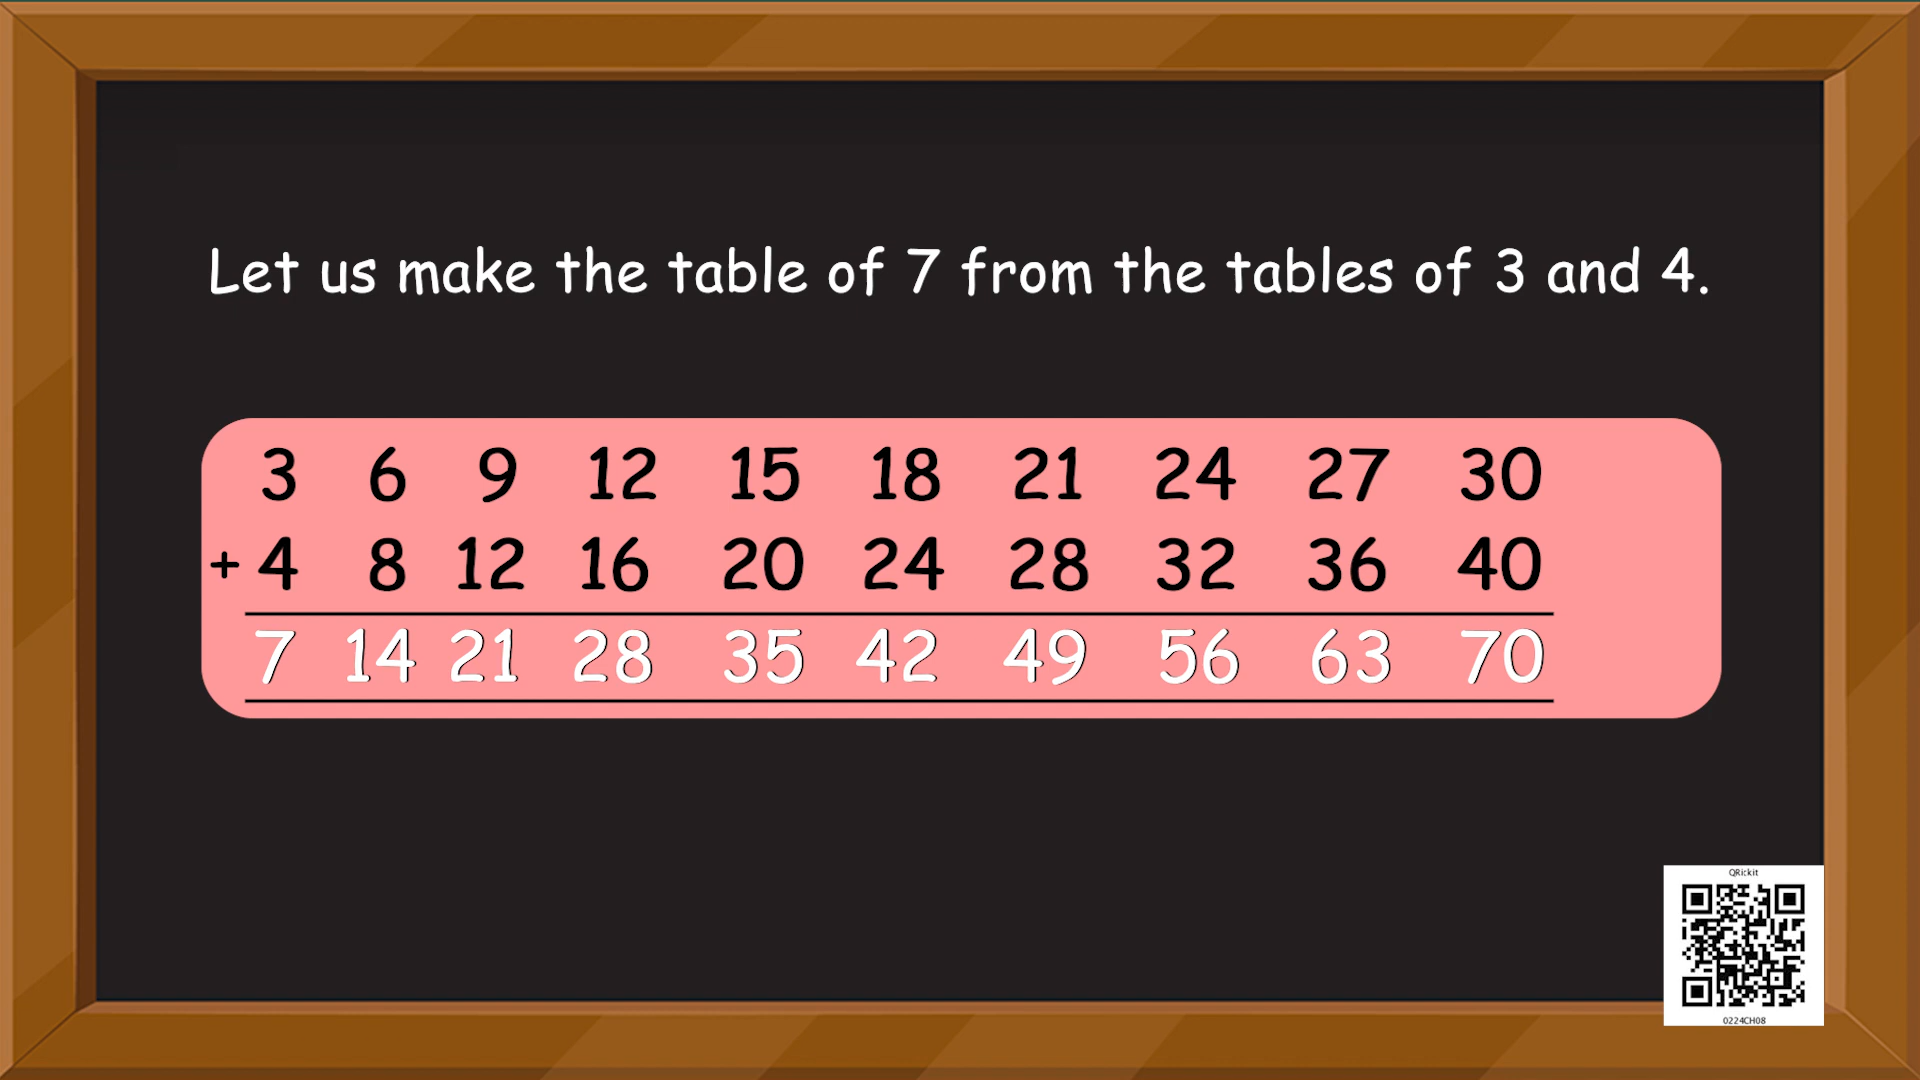 Let us make the table of 7 from the tables of 3 and 4.
3 6 9 12 15 18 21 24 27 30
+ 4 8 12 16 20 24 28 32 36 40
7 14 21 28 35 42 49 56 63 70
QRickit
0224CH08